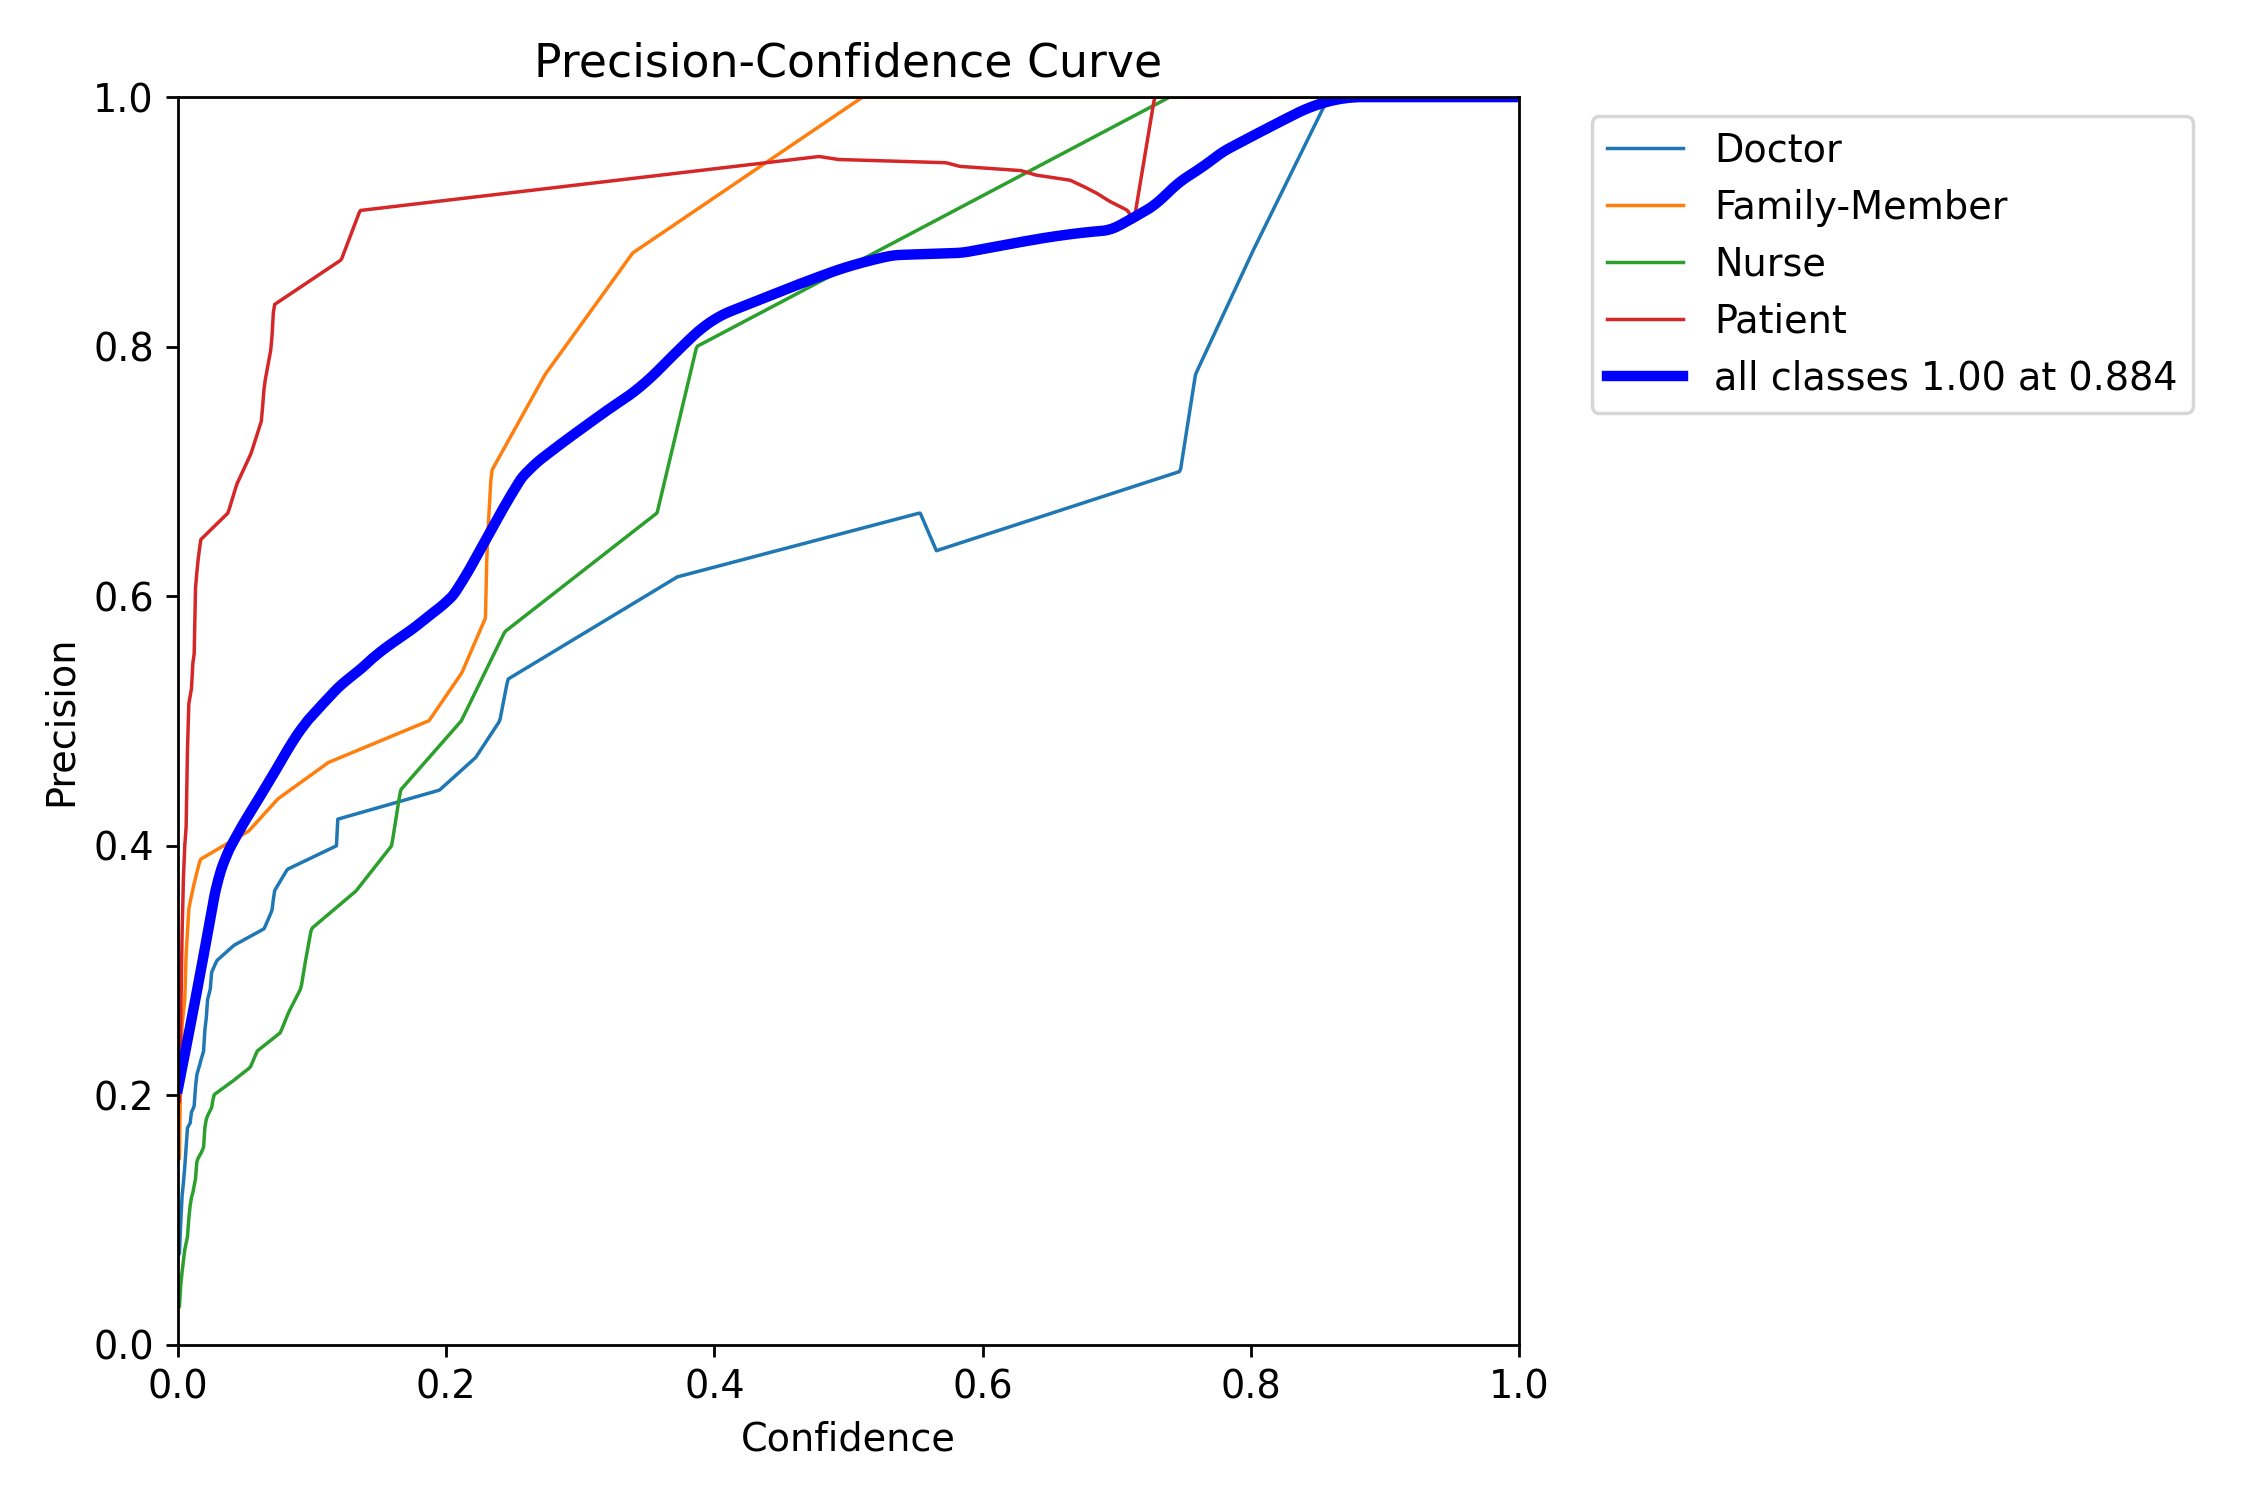 Precision-Confidence Curve
1.0
0.8
0.6
0.4
0.2
0.0
Precision
0.0 0.2 0.4 0.6 0.8 1.0
Confidence
Doctor
Family-Member
Nurse
Patient
all classes 1.00 at 0.884